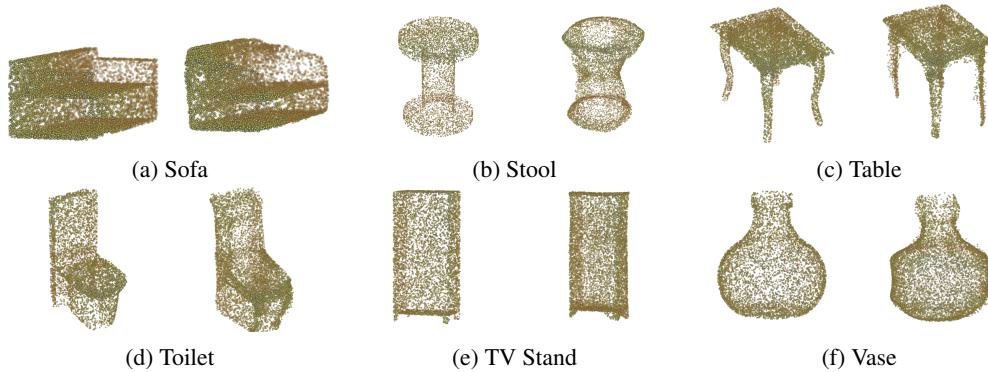 (a) Sofa
(b) Stool
(c) Table
(d) Toilet
(e) TV Stand
(f) Vase